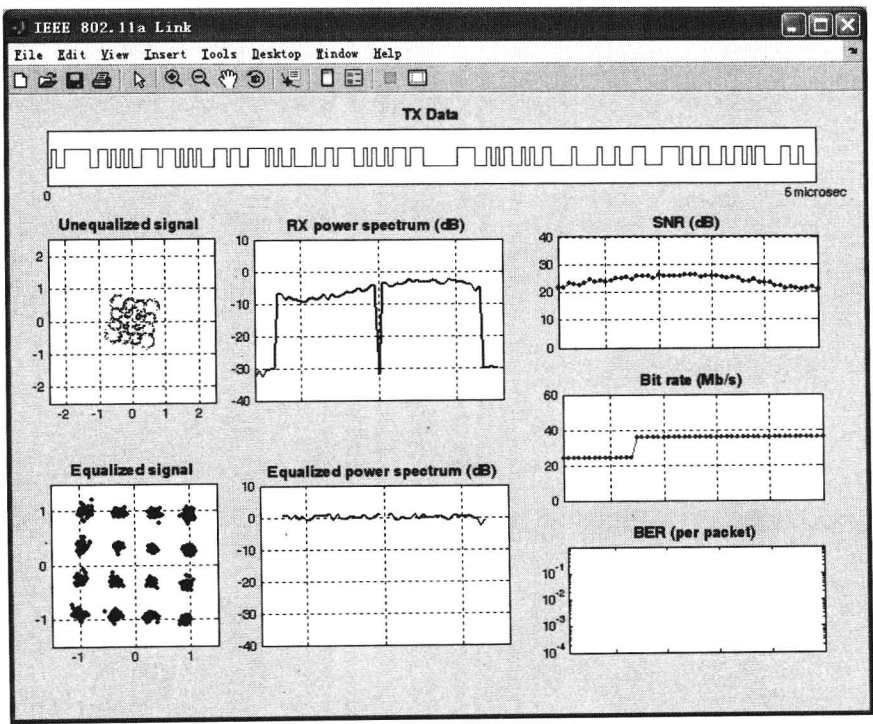 IEEE 802.11a Link
File Edit View Insert Tools Desktop Window Help
TX Data
0 5 microsec
Unequalized signal
2
1
0
-1
-2
-2 -1 0 1 2
RX power spectrum (dB)
10
0
-10
-20
-30
-40
SNR (dB)
40
30
20
10
0
Bit rate (Mb/s)
60
40
20
0
Equalized signal
1
0
-1
-1 0 1
Equalized power spectrum (dB)
10
0
-10
-20
-30
-40
BER (per packet)
10-1
10-2
10-3
10-4